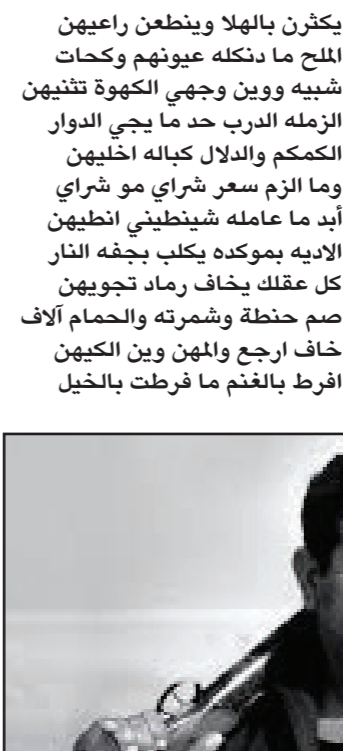 يكثرن بالهلا وينطعن راعيهن
الملح ما دنكله عيونهم وكحات
شبيه ووين وجهي الكهوة تثنيهن
الزمله الدرب حد ما يجي الدوار
الكمكم والدلال كباله اخليهن
وما الزم سعر شراي مو شراي
أبد ما عامله شينطيني انطيهن
الاديه بموكده يكلب بجفه النار
كل عقلك يخاف رماد تجويهن
صم حنطة وشمرته والحمام آلاف
خاف ارجع والمهن وين الكيهن
افرط بالغنم ما فرطت بالخيل